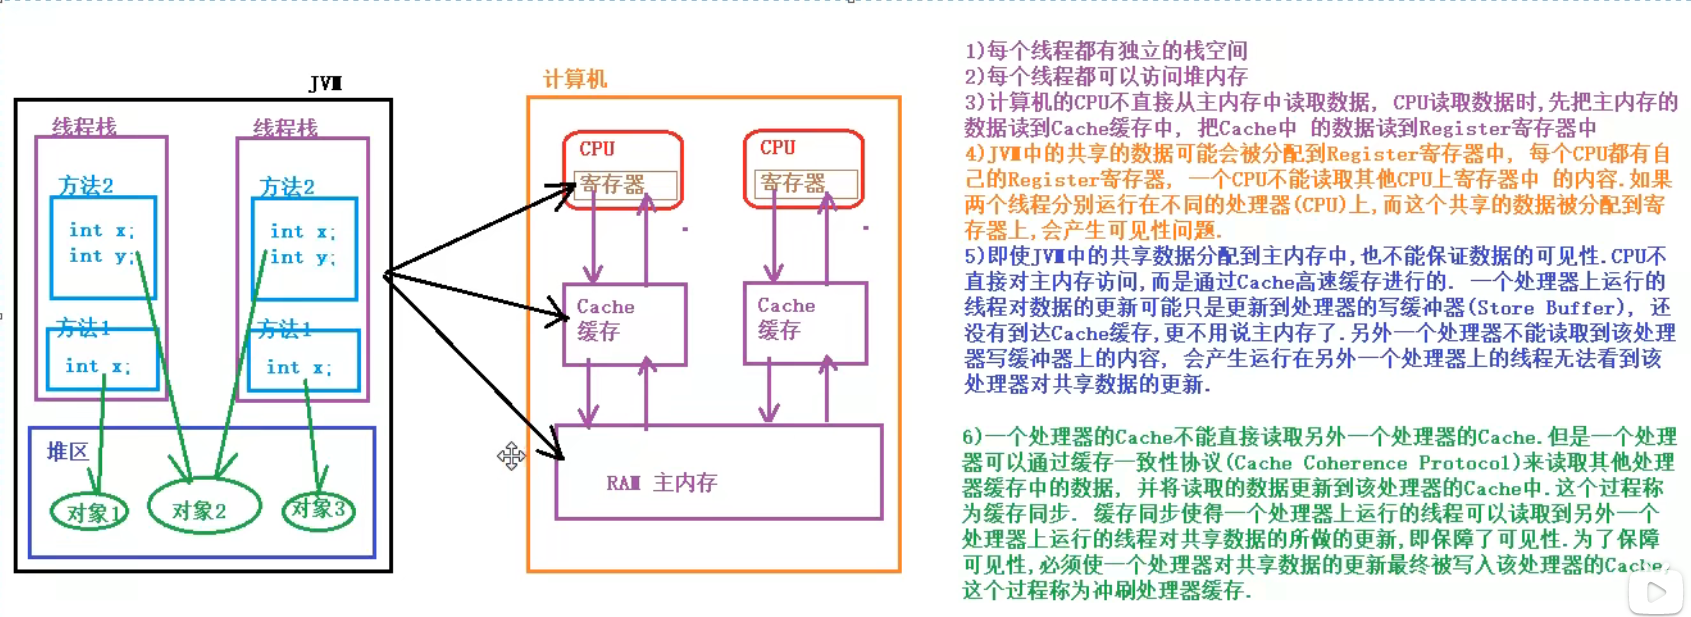 JVM
线程栈
线程栈
方法2
int x;
int y;
方法2
int x;
int y;
方法1
int x;
方法1
int x;
堆区
对象1
对象2
对象3
计算机
CPU
寄存器
CPU
寄存器
Cache
缓存
Cache
缓存
RAM 主内存
1)每个线程都有独立的栈空间
2)每个线程都可以访问堆内存
3)计算机的CPU不直接从主内存中读取数据, CPU读取数据时,先把主内存的
数据读到Cache缓存中, 把Cache中 的数据读到Register寄存器中
4)JVM中的共享的数据可能会被分配到Register寄存器中, 每个CPU都有自
己的Register寄存器, 一个CPU不能读取其他CPU上寄存器中 的内容.如果
两个线程分别运行在不同的处理器(CPU)上,而这个共享的数据被分配到寄
存器上,会产生可见性问题.
5)即使JVM中的共享数据分配到主内存中,也不能保证数据的可见性.CPU不
直接对主内存访问,而是通过Cache高速缓存进行的. 一个处理器上运行的
线程对数据的更新可能只是更新到处理器的写缓冲器(Store Buffer), 还
没有到达Cache缓存,更不用说主内存了.另外一个处理器不能读取到该处理
器写缓冲器上的内容, 会产生运行在另外一个处理器上的线程无法看到该
处理器对共享数据的更新.
6)一个处理器的Cache不能直接读取另外一个处理器的Cache.但是一个处理
器可以通过缓存一致性协议(Cache Coherence Protocol)来读取其他处理
器缓存中的数据, 并将读取的数据更新到该处理器的Cache中.这个过程称
为缓存同步. 缓存同步使得一个处理器上运行的线程可以读取到另外一个
处理器上运行的线程对共享数据的所做的更新,即保障了可见性.为了保障
可见性,必须使一个处理器对共享数据的更新最终被写入该处理器的Cache,
这个过程称为冲刷处理器缓存.